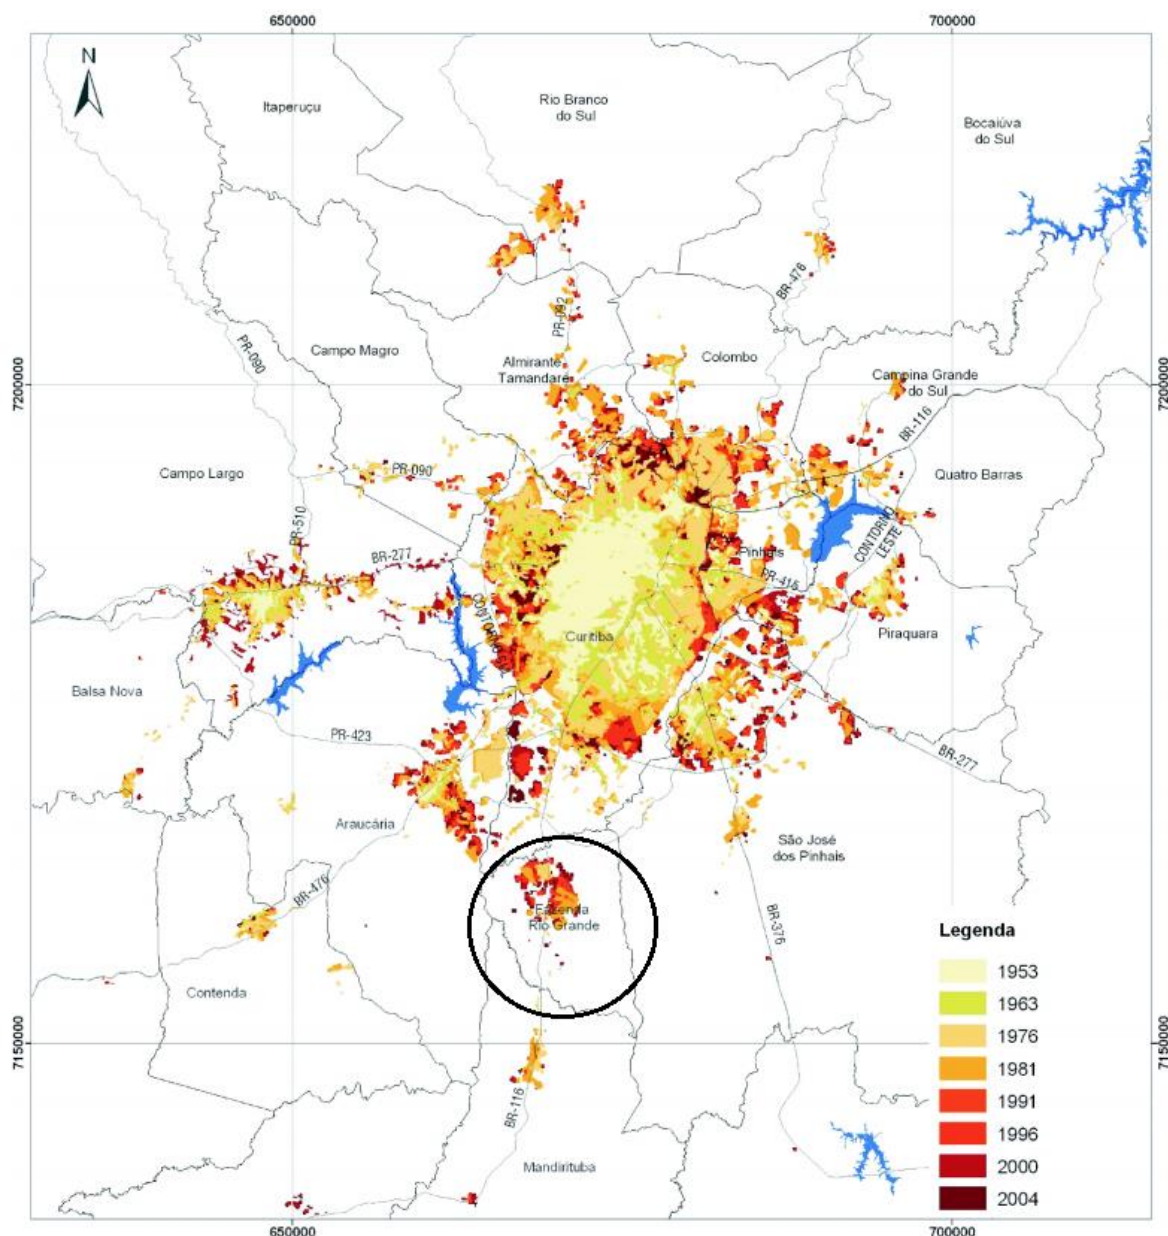 650000
700000
N
Itaperuçu
Rio Branco
do Sul
Bocaiúva
do Sul
BR-476
PR-092
PR-090
Campo Magro
Almirante
Tamandaré
Colombo
Campina Grande
do Sul
7200000
7200000
BR-116
Campo Largo
PR-090
Quatro Barras
PR-510
BR-277
CONTORNO
LESTE
Pinhais
PR-415
Curitiba
Piraquara
Balsa Nova
PR-423
BR-277
Araucária
São José
dos Pinhais
BR-476
Fazenda
Rio Grande
BR-376
Contenda
7150000
7150000
BR-116
Mandirituba
Legenda
1953
1963
1976
1981
1991
1996
2000
2004
650000
700000